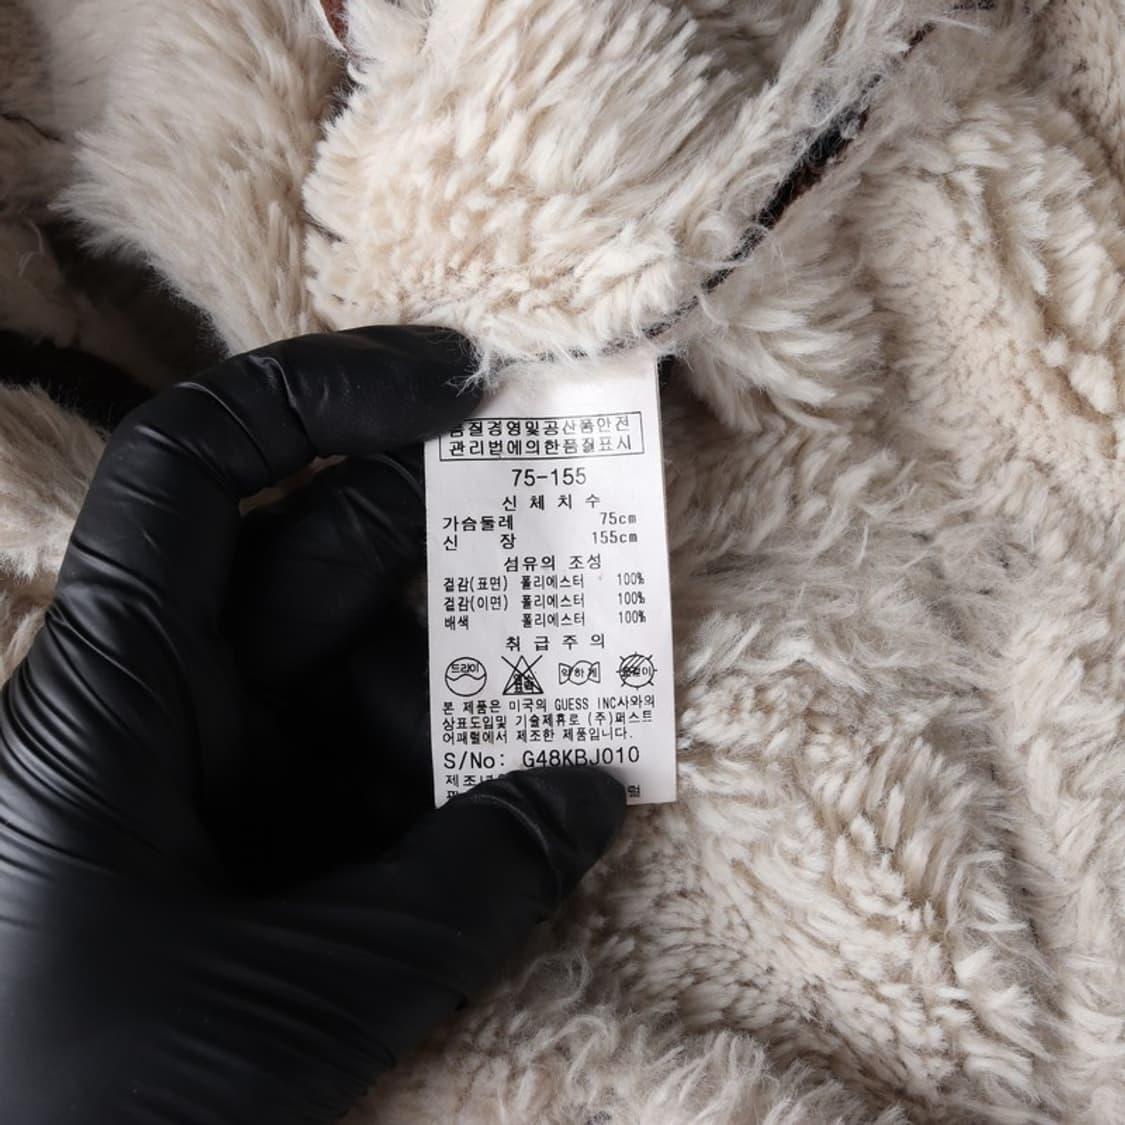 품질경영및공산품안전
관리법에의한품질표시
75-155
신 체 치 수
가슴둘레 75cm
신 장 155cm
섬유의 조성
겉감(표면) 폴리에스터 100%
겉감(이면) 폴리에스터 100%
배색 폴리에스터 100%
취 급 주 의
드라이 약하게
본 제품은 미국의 GUESS INC사와의
상표도입및 기술제휴로 (주)퍼스트
어패럴에서 제조한 제품입니다.
S/No: G48KBJ010
제조년
럴